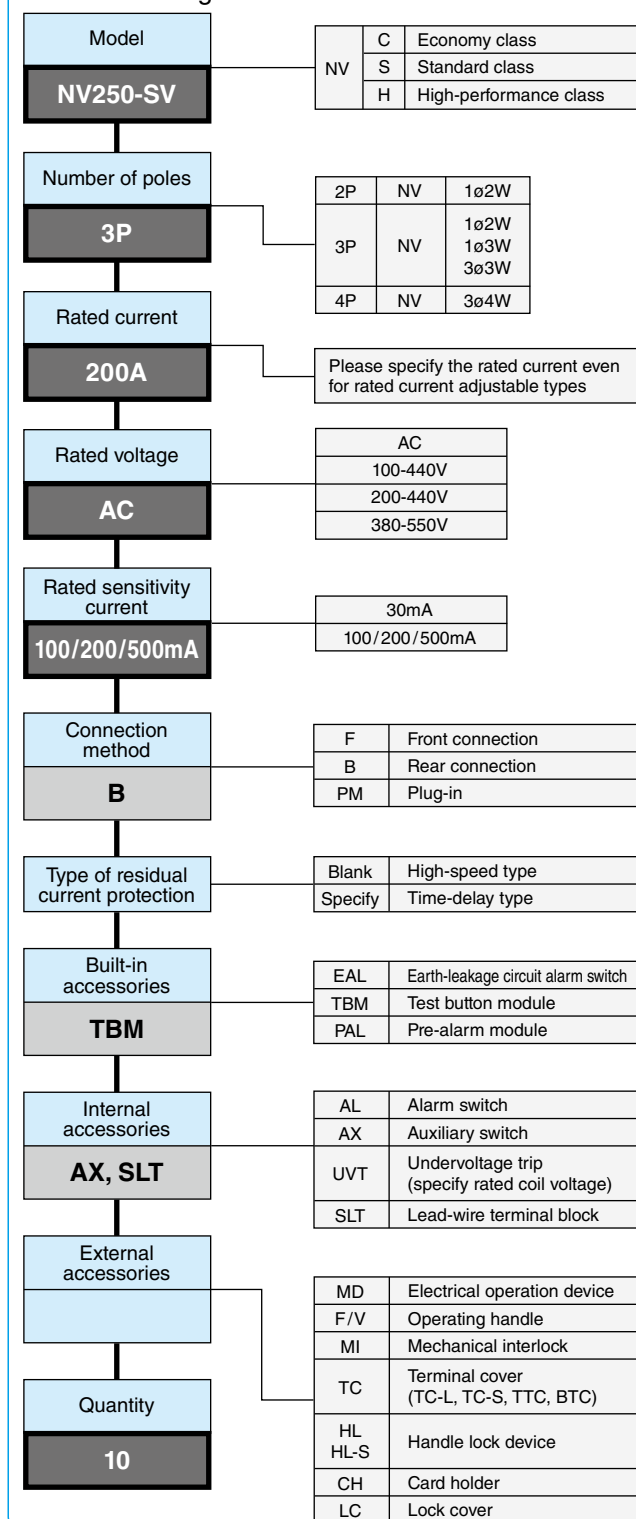 Model
NV250-SV
NV
C Economy class
S Standard class
H High-performance class
Number of poles
3P
2P NV 1ø2W
3P NV 1ø2W
1ø3W
3ø3W
4P NV 3ø4W
Rated current
200A
Please specify the rated current even
for rated current adjustable types
Rated voltage
AC
AC
100-440V
200-440V
380-550V
Rated sensitivity
current
100/200/500mA
30mA
100/200/500mA
Connection
method
B
F Front connection
B Rear connection
PM Plug-in
Type of residual
current protection
Blank High-speed type
Specify Time-delay type
Built-in
accessories
TBM
EAL Earth-leakage circuit alarm switch
TBM Test button module
PAL Pre-alarm module
Internal
accessories
AX, SLT
AL Alarm switch
AX Auxiliary switch
UVT Undervoltage trip
(specify rated coil voltage)
SLT Lead-wire terminal block
External
accessories
MD Electrical operation device
F/V Operating handle
MI Mechanical interlock
TC Terminal cover
(TC-L, TC-S, TTC, BTC)
HL
HL-S
Handle lock device
CH Card holder
LC Lock cover
Quantity
10